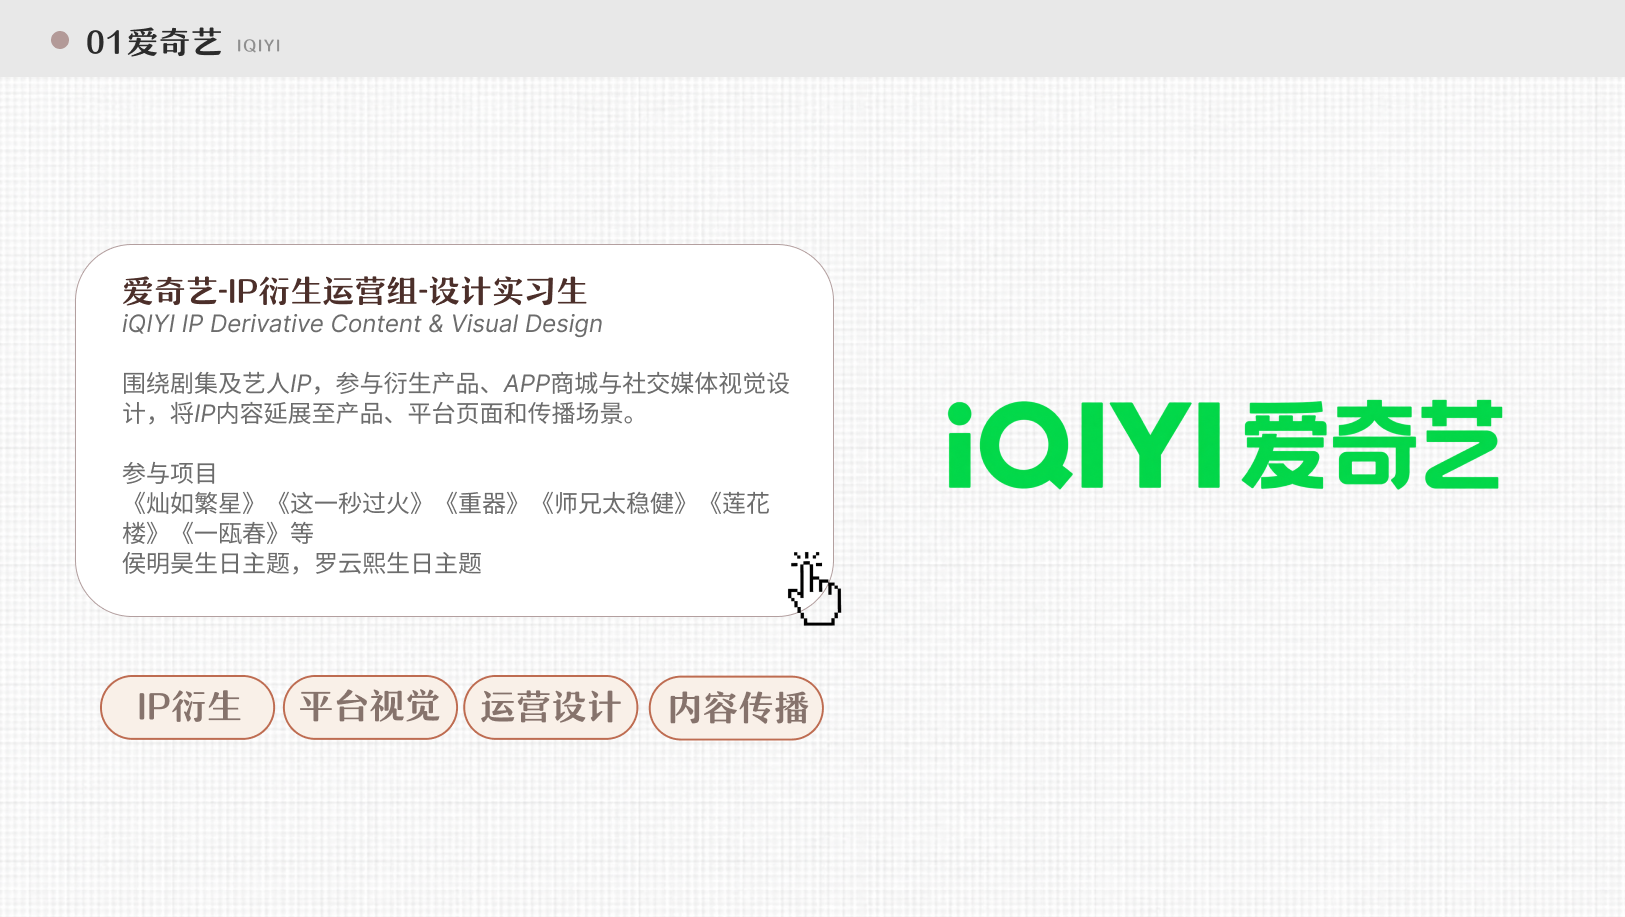 01爱奇艺 IQIYI
爱奇艺-IP衍生运营组-设计实习生
iQIYI IP Derivative Content & Visual Design
围绕剧集及艺人IP，参与衍生产品、APP商城与社交媒体视觉设
计，将IP内容延展至产品、平台页面和传播场景。
参与项目
《灿如繁星》《这一秒过火》《重器》《师兄太稳健》《莲花
楼》《一瓯春》等
侯明昊生日主题，罗云熙生日主题
iQIYI 爱奇艺
IP衍生 平台视觉 运营设计 内容传播